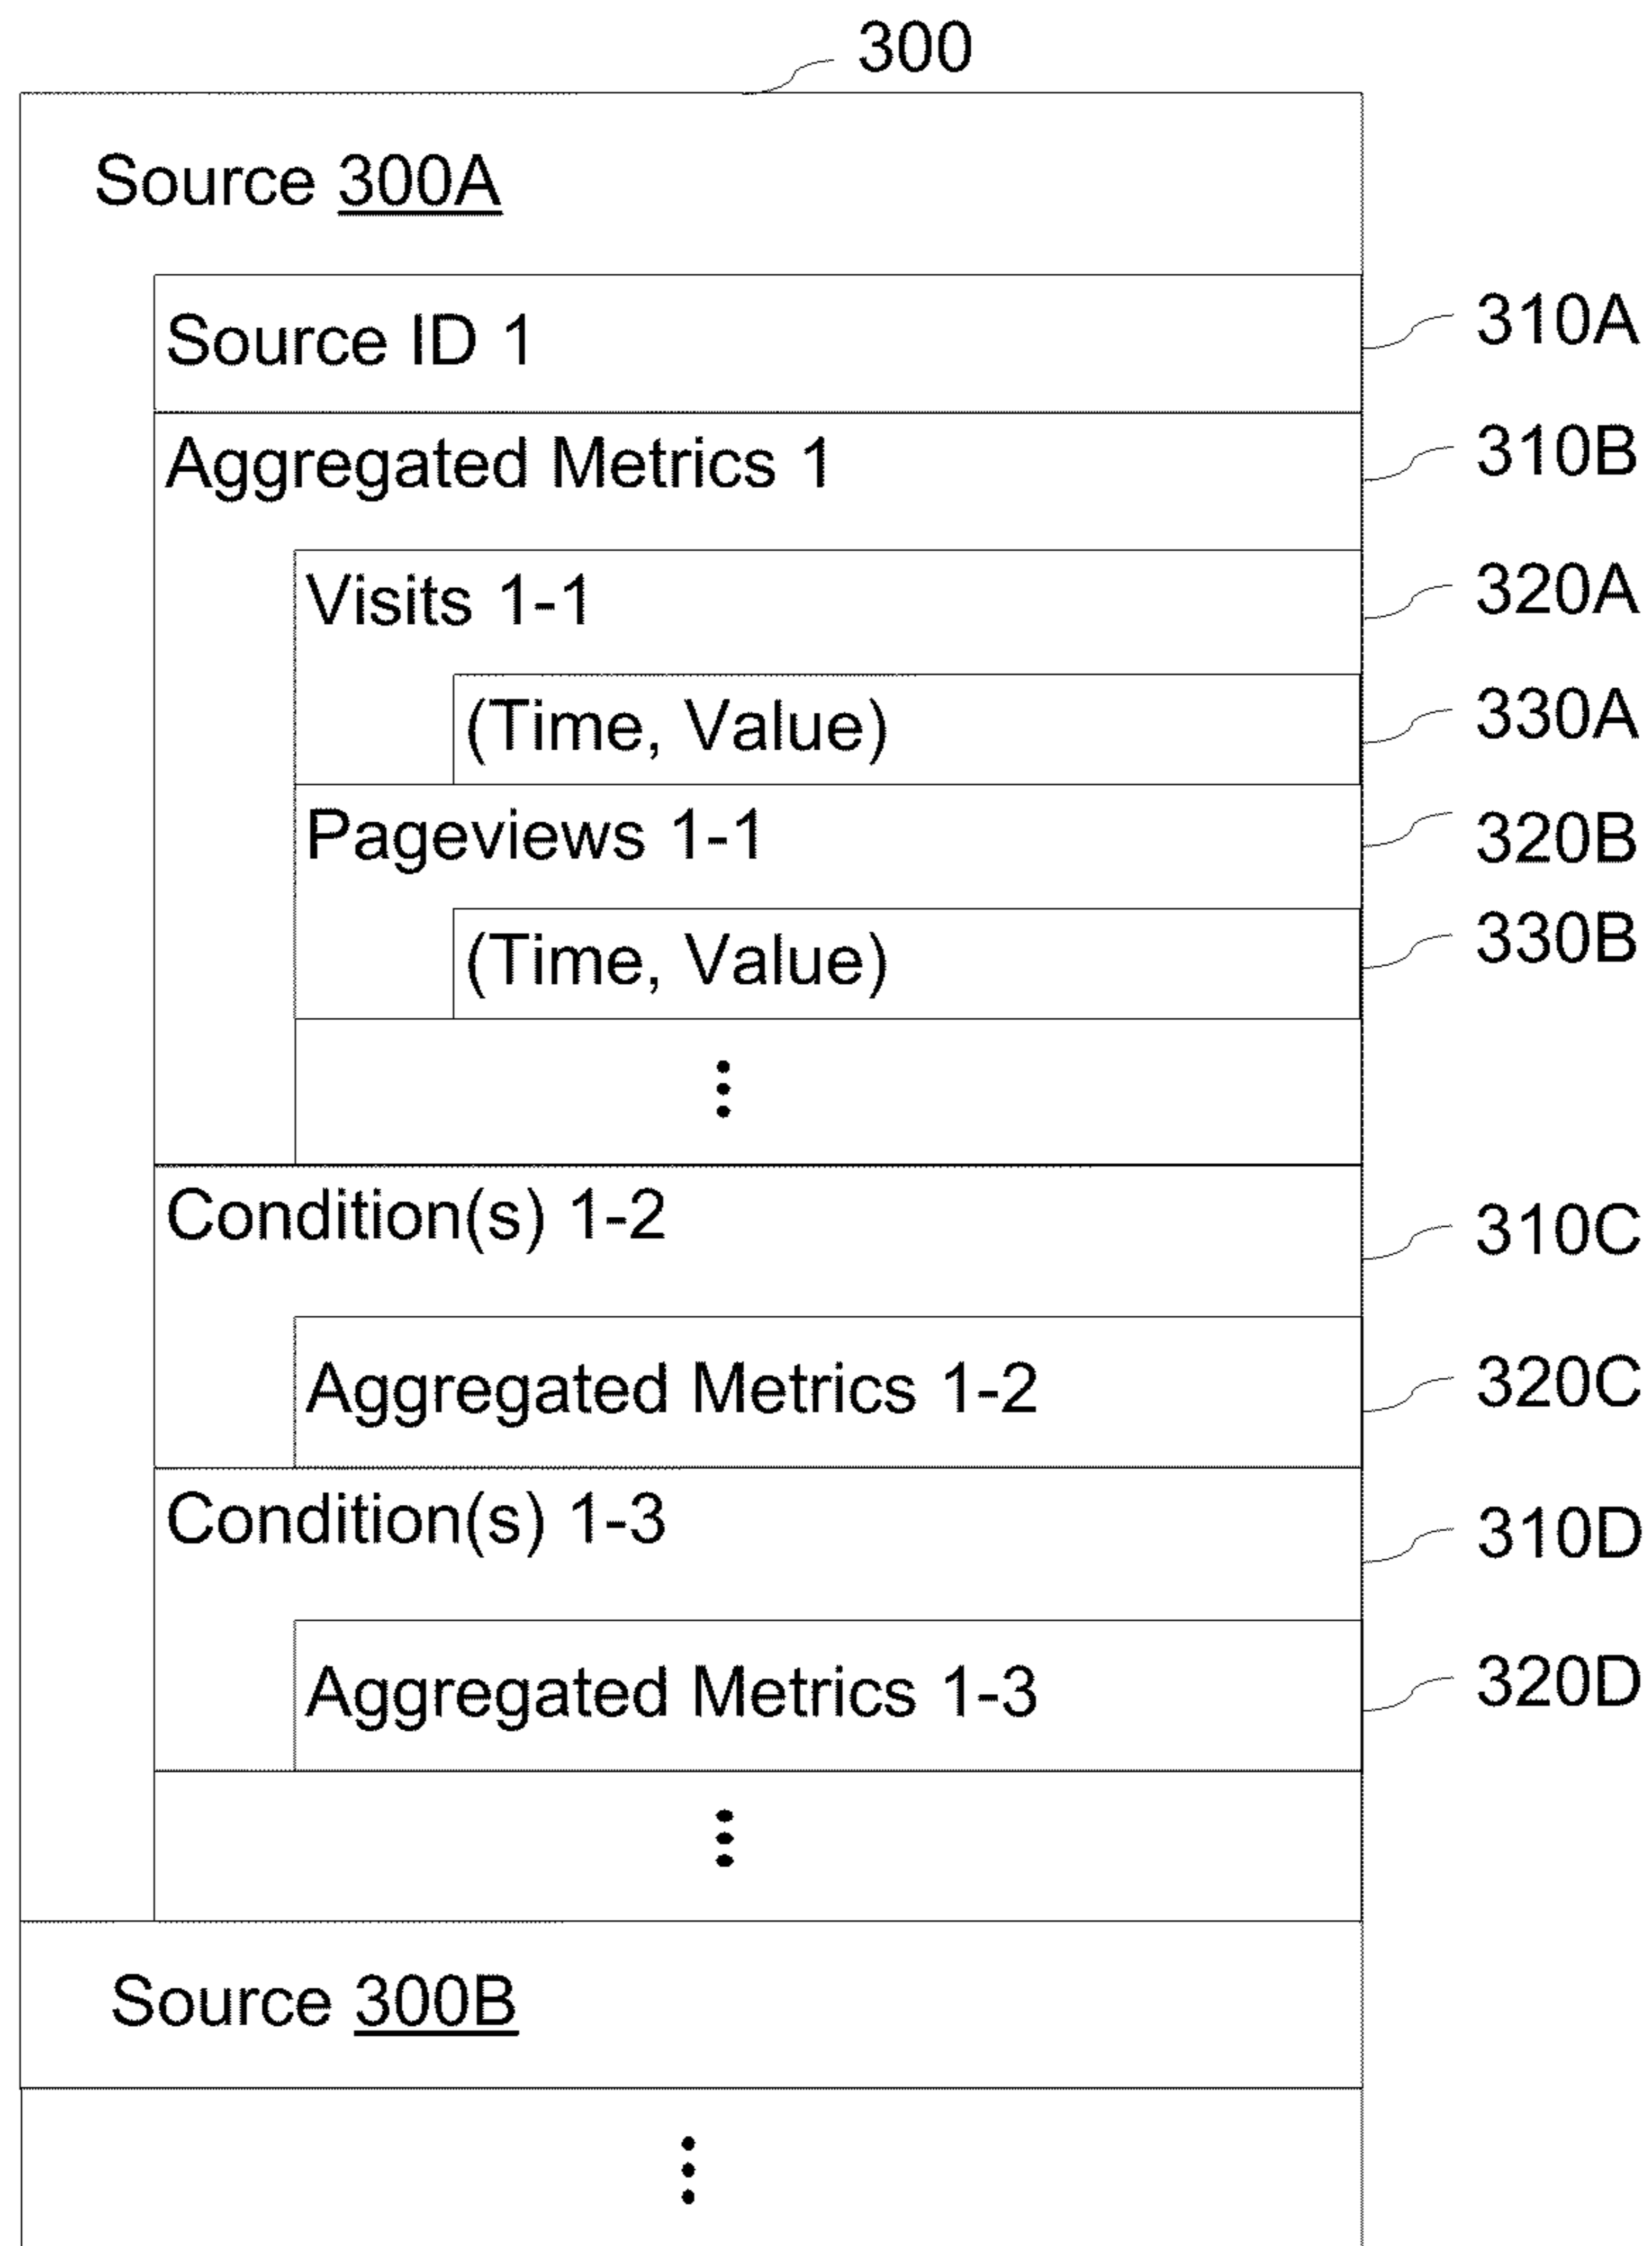 300
Source 300A
Source ID 1 310A
Aggregated Metrics 1 310B
Visits 1-1 320A
(Time, Value) 330A
Pageviews 1-1 320B
(Time, Value) 330B
Condition(s) 1-2 310C
Aggregated Metrics 1-2 320C
Condition(s) 1-3 310D
Aggregated Metrics 1-3 320D
Source 300B